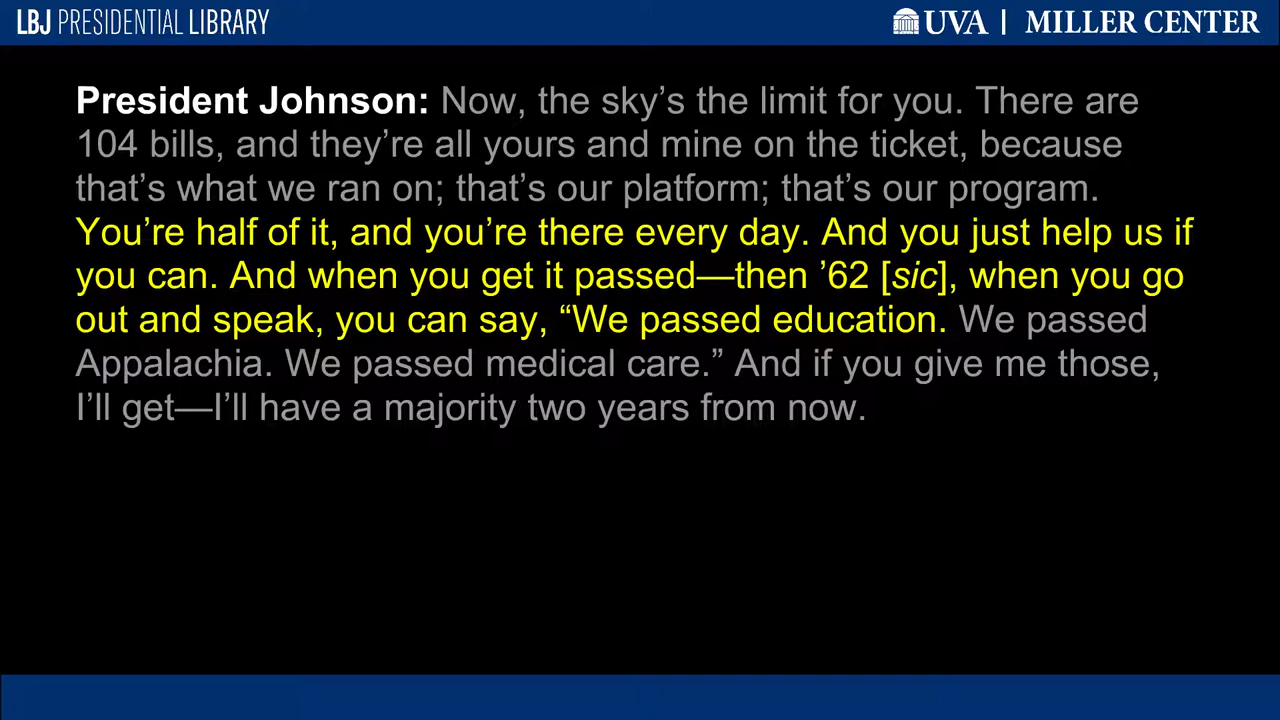 LBJ PRESIDENTIAL LIBRARY
UVA | MILLER CENTER
President Johnson: Now, the sky’s the limit for you. There are
104 bills, and they’re all yours and mine on the ticket, because
that’s what we ran on; that’s our platform; that’s our program.
You’re half of it, and you’re there every day. And you just help us if
you can. And when you get it passed—then ’62 [sic], when you go
out and speak, you can say, “We passed education. We passed
Appalachia. We passed medical care.” And if you give me those,
I’ll get—I’ll have a majority two years from now.